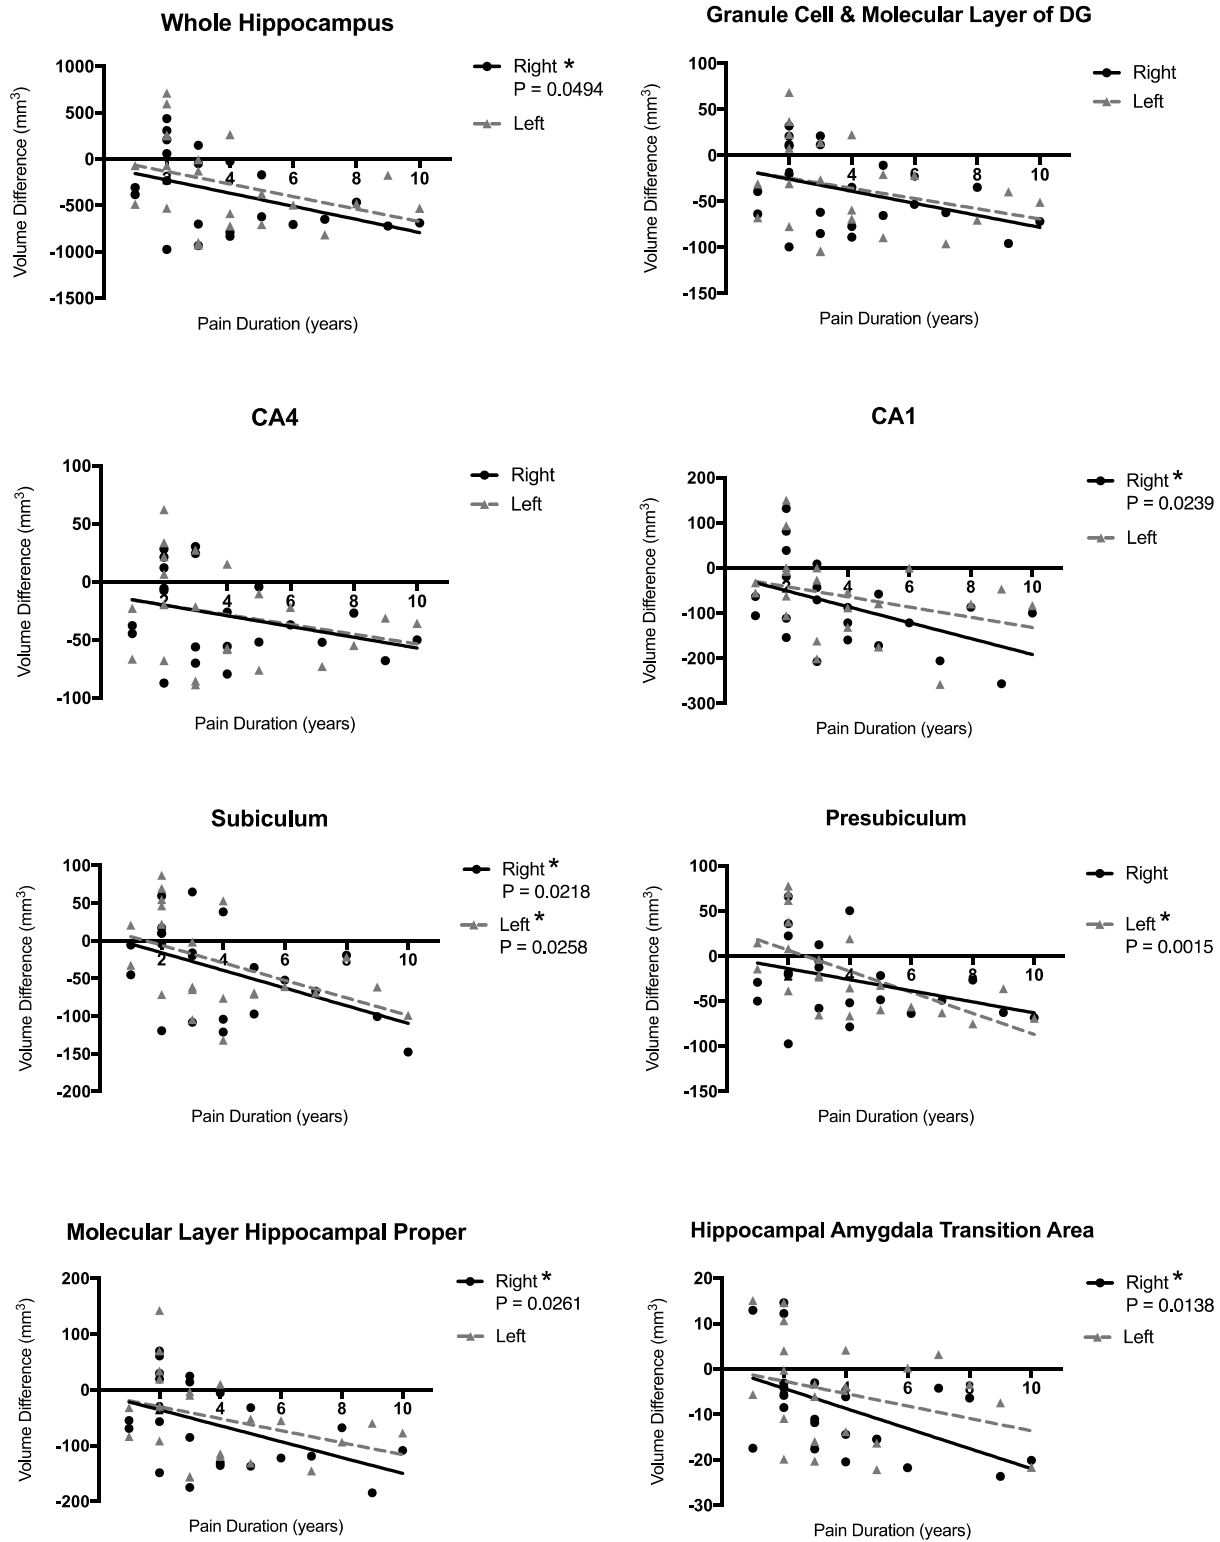 Whole Hippocampus
Volume Difference (mm3)
1000
500
0
-500
-1000
-1500
2
4
6
8
10
Pain Duration (years)
Right *
P = 0.0494
Left
Granule Cell & Molecular Layer of DG
Volume Difference (mm3)
100
50
0
-50
-100
-150
2
4
6
8
10
Pain Duration (years)
Right
Left
CA4
Volume Difference (mm3)
100
50
0
-50
-100
2
4
6
8
10
Pain Duration (years)
Right
Left
CA1
Volume Difference (mm3)
200
100
0
-100
-200
-300
2
4
6
8
10
Pain Duration (years)
Right *
P = 0.0239
Left
Subiculum
Volume Difference (mm3)
100
50
0
-50
-100
-150
-200
2
4
6
8
10
Pain Duration (years)
Right *
P = 0.0218
Left *
P = 0.0258
Presubiculum
Volume Difference (mm3)
100
50
0
-50
-100
-150
2
4
6
8
10
Pain Duration (years)
Right
Left *
P = 0.0015
Molecular Layer Hippocampal Proper
Volume Difference (mm3)
200
100
0
-100
-200
2
4
6
8
10
Pain Duration (years)
Right *
P = 0.0261
Left
Hippocampal Amygdala Transition Area
Volume Difference (mm3)
20
10
0
-10
-20
-30
2
4
6
8
10
Pain Duration (years)
Right *
P = 0.0138
Left